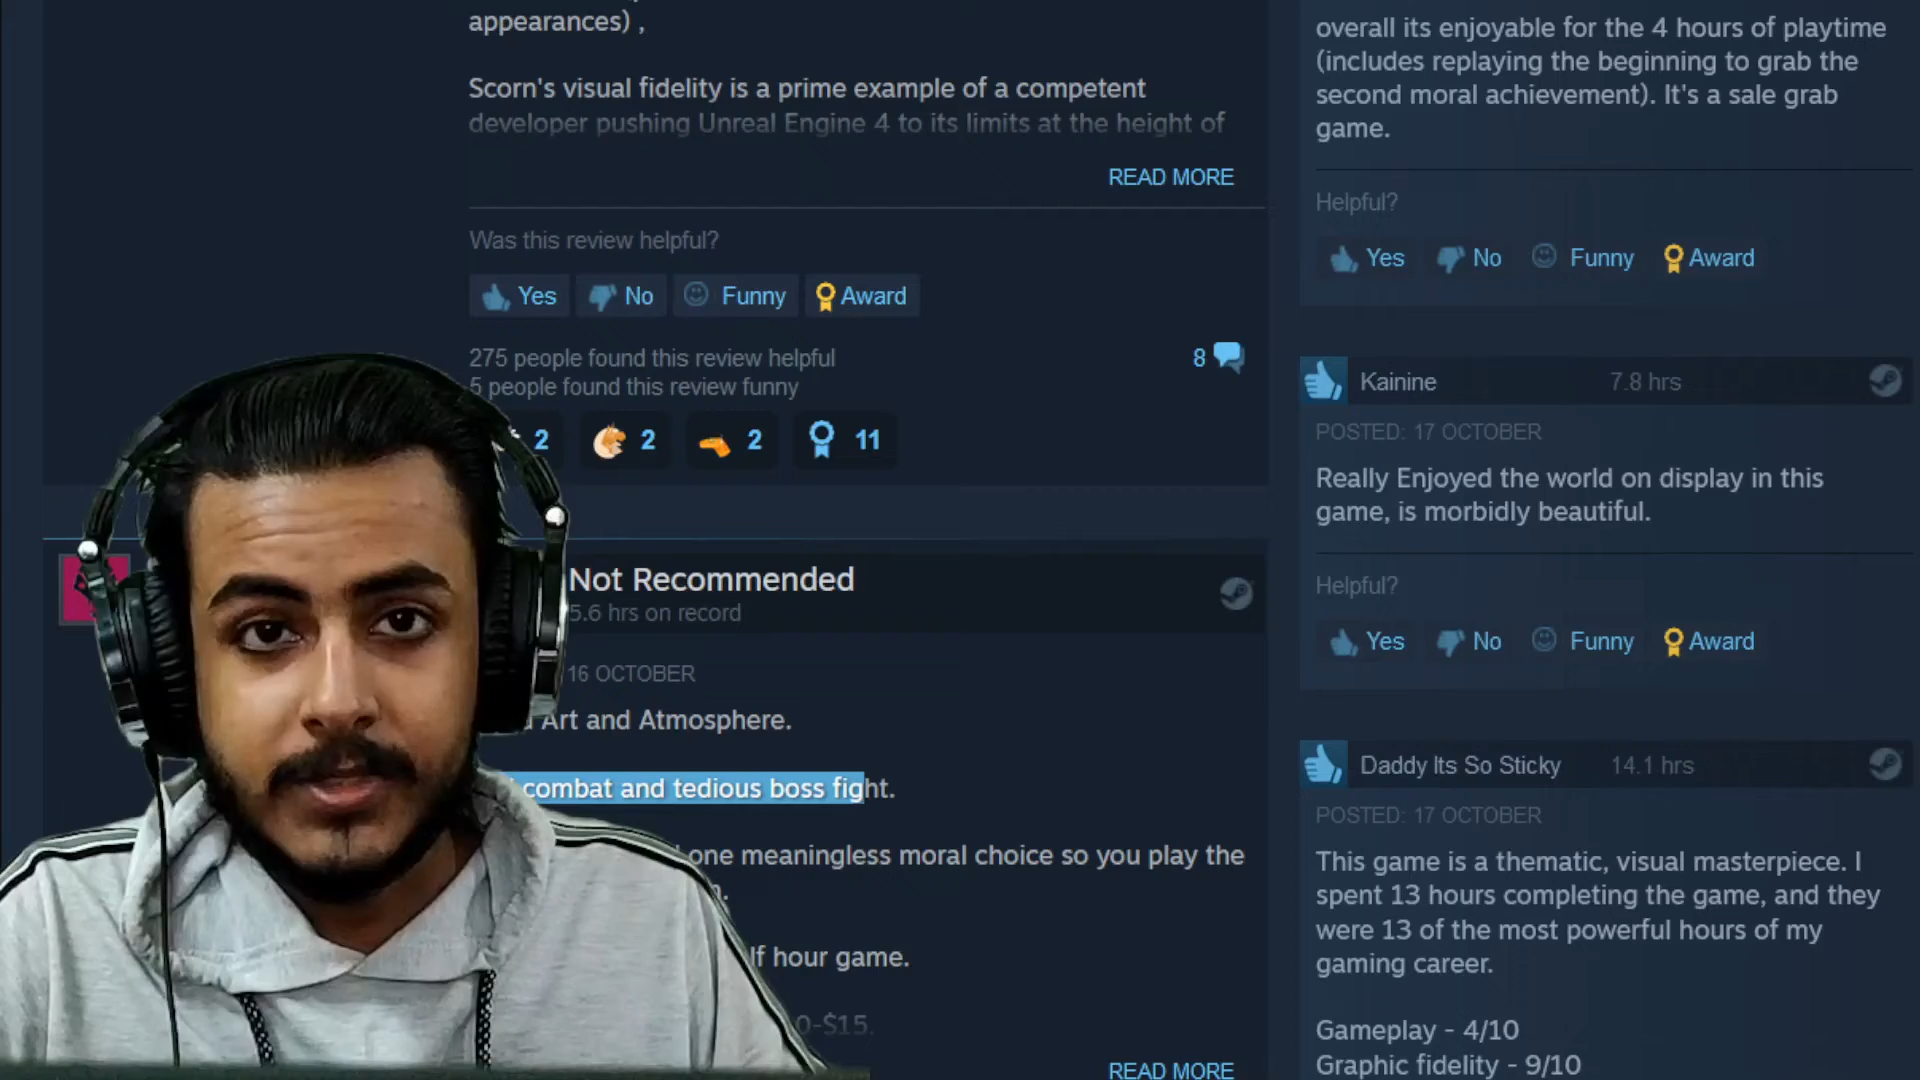 appearances) ,
Scorn's visual fidelity is a prime example of a competent
developer pushing Unreal Engine 4 to its limits at the height of
READ MORE
Was this review helpful?
Yes
No
Funny
Award
275 people found this review helpful
5 people found this review funny
8
2
2
2
11
Not Recommended
5.6 hrs on record
16 OCTOBER
Art and Atmosphere.
combat and tedious boss fight.
one meaningless moral choice so you play the
lf hour game.
0-$15.
READ MORE
overall its enjoyable for the 4 hours of playtime
(includes replaying the beginning to grab the
second moral achievement). It's a sale grab
game.
Helpful?
Yes
No
Funny
Award
Kainine 7.8 hrs
POSTED: 17 OCTOBER
Really Enjoyed the world on display in this
game, is morbidly beautiful.
Helpful?
Yes
No
Funny
Award
Daddy Its So Sticky 14.1 hrs
POSTED: 17 OCTOBER
This game is a thematic, visual masterpiece. I
spent 13 hours completing the game, and they
were 13 of the most powerful hours of my
gaming career.
Gameplay - 4/10
Graphic fidelity - 9/10